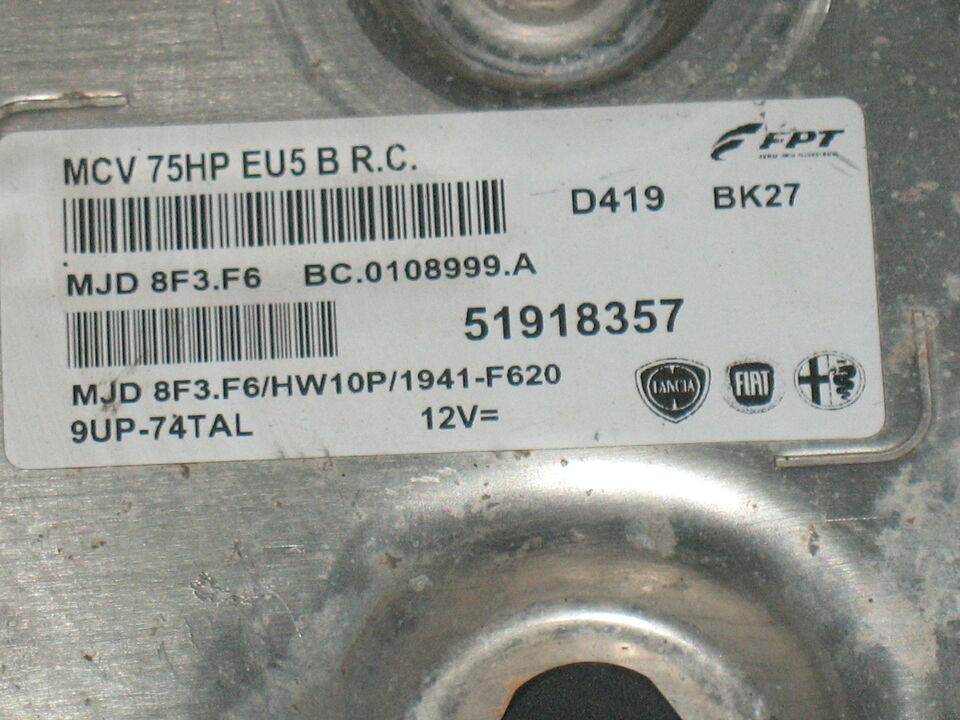 MCV 75HP EU5 B R.C.
FPT
D419 BK27
MJD 8F3.F6 BC.0108999.A
51918357
MJD 8F3.F6/HW10P/1941-F620
LANCIA FIAT
9UP-74TAL 12V=